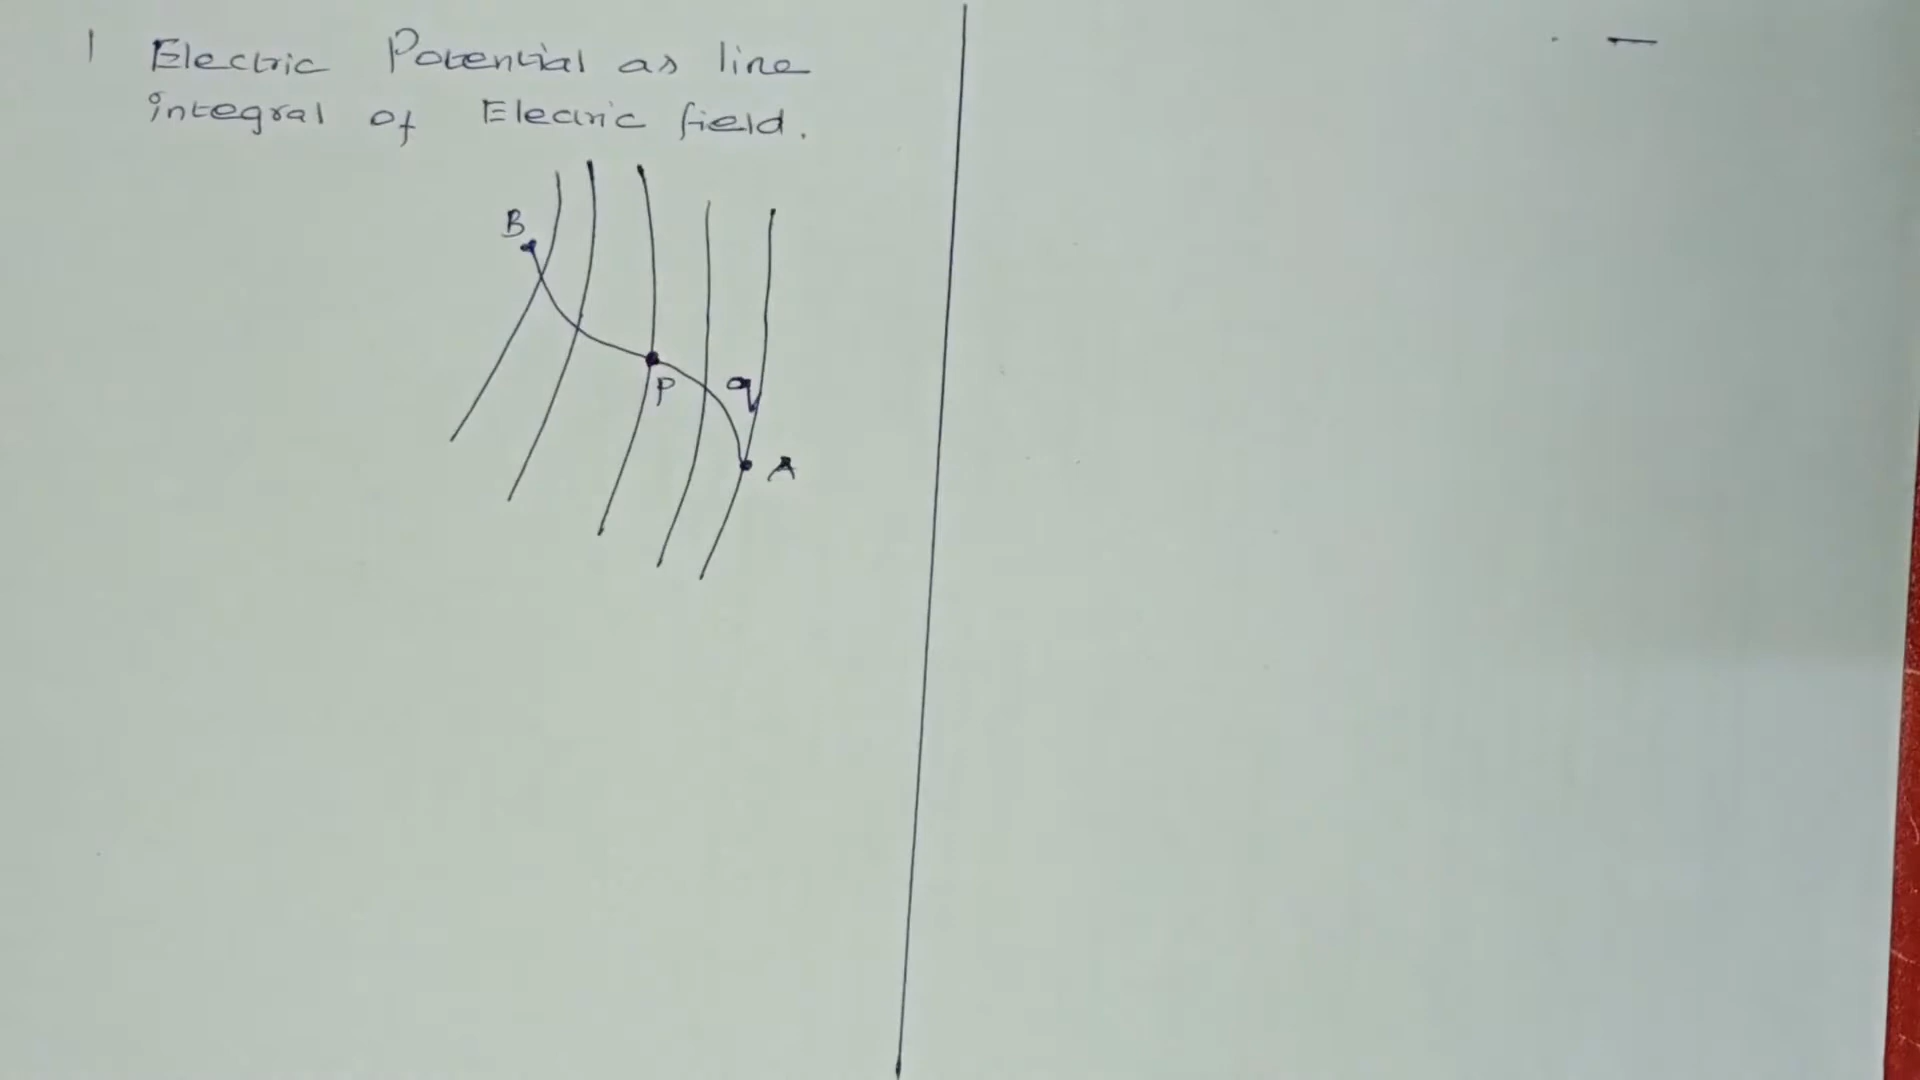 1 Electric Potential as line
integral of Electric field.
B
P
q
A